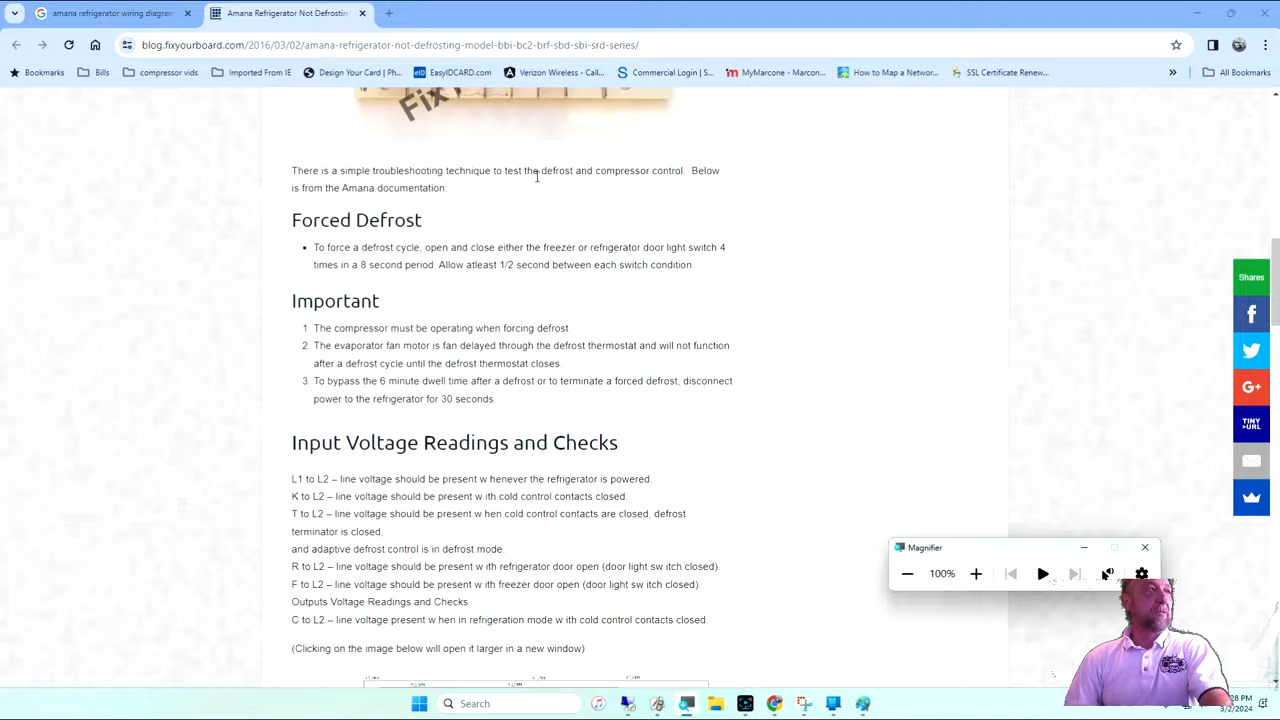 amana refrigerator wiring diagram
Amana Refrigerator Not Defrosting
blog.fixyourboard.com/2016/03/02/amana-refrigerator-not-defrosting-model-bbi-bc2-brf-sbd-sbi-srd-series/
Bookmarks Bills compressor vids Imported From IE Design Your Card | Ph... EasyIDCARD.com Verizon Wireless - Call... Commercial Login | S... MyMarcone - Marcon... How to Map a Networ... SSL Certificate Renew... » All Bookmarks
There is a simple troubleshooting technique to test the defrost and compressor control. Below
is from the Amana documentation:
Forced Defrost
• To force a defrost cycle, open and close either the freezer or refrigerator door light switch 4
times in a 8 second period. Allow atleast 1/2 second between each switch condition.
Important
1. The compressor must be operating when forcing defrost.
2. The evaporator fan motor is fan delayed through the defrost thermostat and will not function
after a defrost cycle until the defrost thermostat closes.
3. To bypass the 6 minute dwell time after a defrost or to terminate a forced defrost, disconnect
power to the refrigerator for 30 seconds
Input Voltage Readings and Checks
L1 to L2 – line voltage should be present w henever the refrigerator is powered.
K to L2 – line voltage should be present w ith cold control contacts closed.
T to L2 – line voltage should be present w hen cold control contacts are closed, defrost
terminator is closed,
and adaptive defrost control is in defrost mode.
R to L2 – line voltage should be present with refrigerator door open (door light sw itch closed).
F to L2 – line voltage should be present w ith freezer door open (door light sw itch closed).
Outputs Voltage Readings and Checks
C to L2 – line voltage present w hen in refrigeration mode w ith cold control contacts closed.
(Clicking on the image below will open it larger in a new window)
Shares
G+
TINY
>URL
Magnifier
100%
Search
:28 PM
3/2/2024